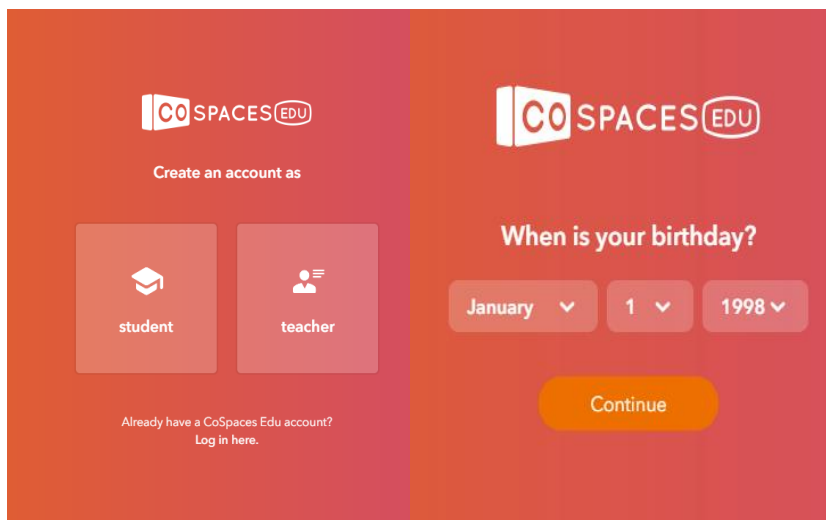 CO SPACES EDU
Create an account as
student
teacher
Already have a CoSpaces Edu account?
Log in here.
CO SPACES EDU
When is your birthday?
January 1 1998
Continue